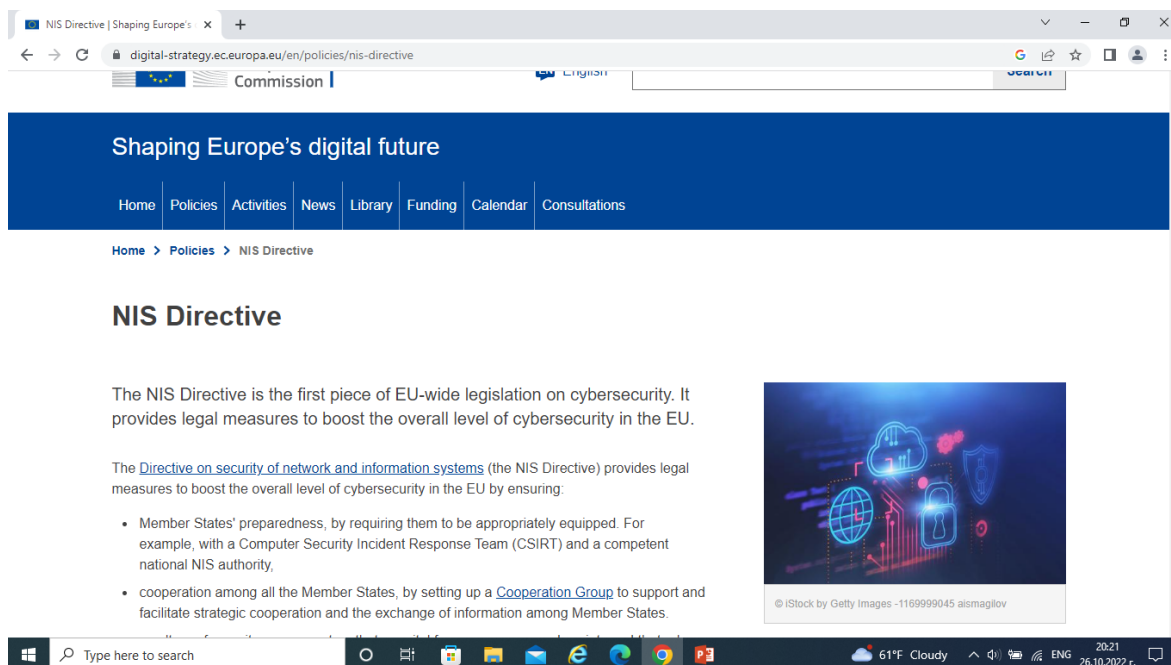 NIS Directive | Shaping Europe's
digital-strategy.ec.europa.eu/en/policies/nis-directive
Commission
EN English
Search
Shaping Europe's digital future
Home Policies Activities News Library Funding Calendar Consultations
Home > Policies > NIS Directive
NIS Directive
The NIS Directive is the first piece of EU-wide legislation on cybersecurity. It
provides legal measures to boost the overall level of cybersecurity in the EU.
The Directive on security of network and information systems (the NIS Directive) provides legal
measures to boost the overall level of cybersecurity in the EU by ensuring:
• Member States' preparedness, by requiring them to be appropriately equipped. For
example, with a Computer Security Incident Response Team (CSIRT) and a competent
national NIS authority,
• cooperation among all the Member States, by setting up a Cooperation Group to support and
facilitate strategic cooperation and the exchange of information among Member States.
© iStock by Getty Images -1169999045 aismagilov
Type here to search
61°F Cloudy
ENG
20:21
26.10.2022 г.